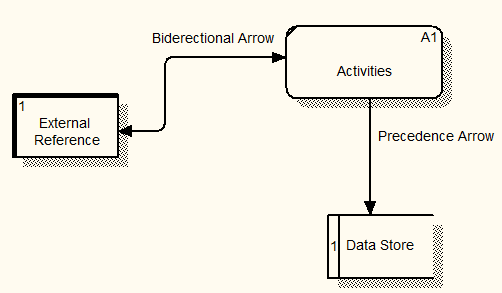 Biderectional Arrow
A1
Activities
1
External
Reference
Precedence Arrow
1
Data Store